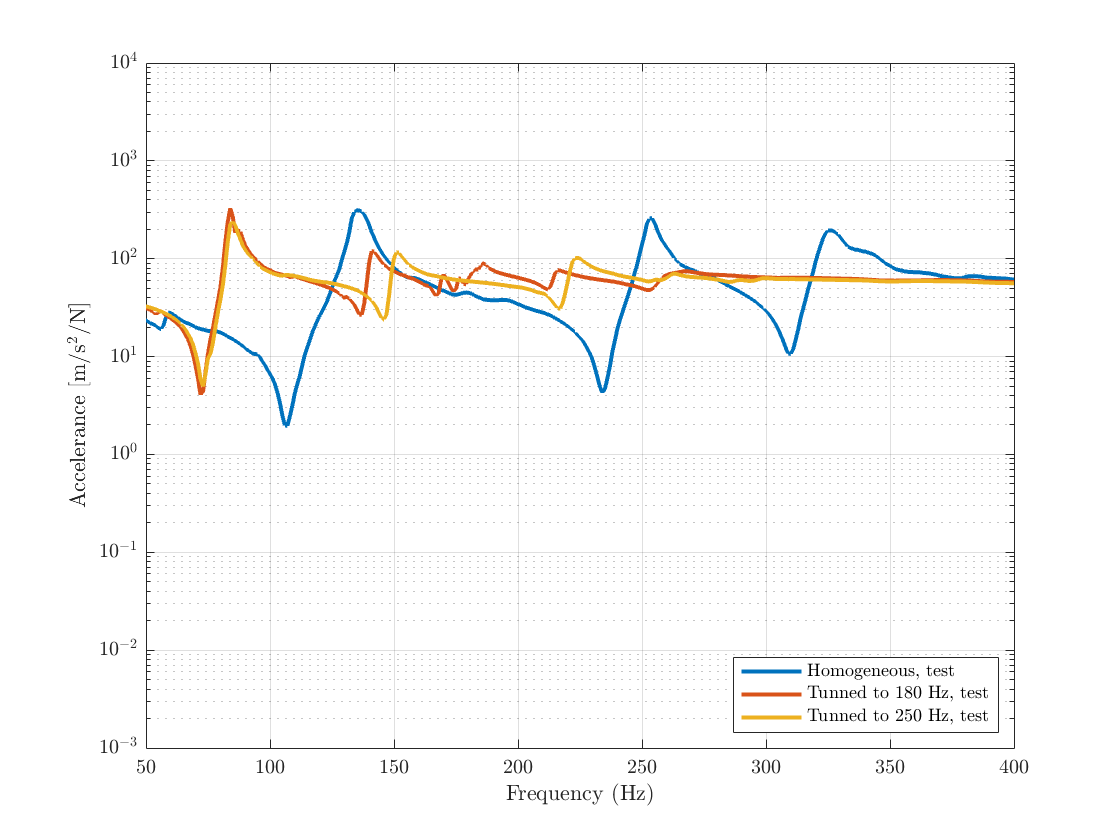 10^4
10^3
10^2
10^1
10^0
10^-1
10^-2
10^-3
Accelerance [m/s^2/N]
50 100 150 200 250 300 350 400
Frequency (Hz)
Homogeneous, test
Tunned to 180 Hz, test
Tunned to 250 Hz, test